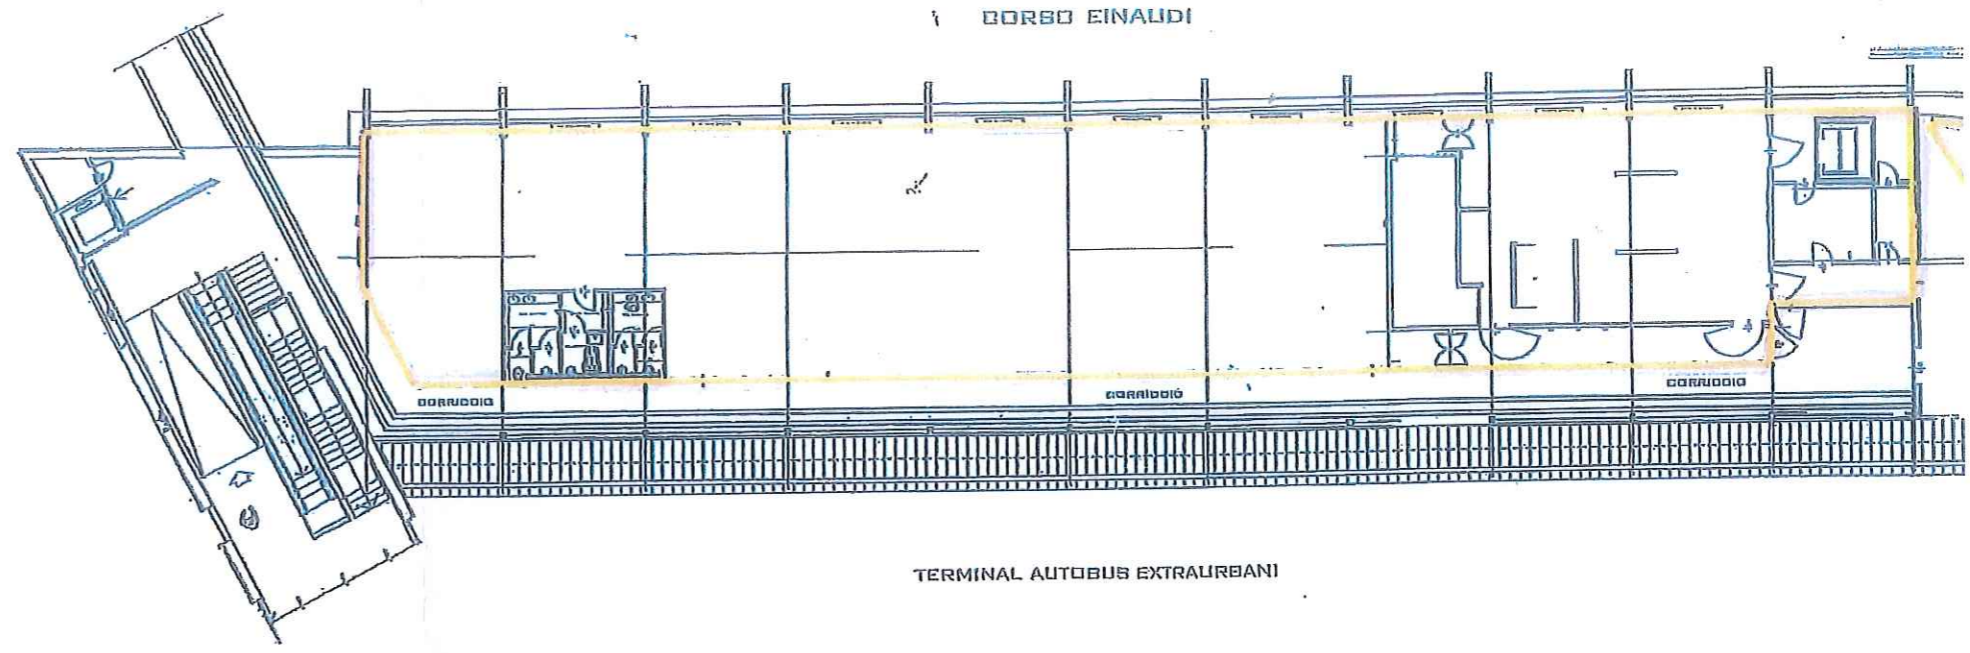 CORSO EINAUDI
CORRIDOIO
CORRIDOIO
CORRIDOIO
TERMINAL AUTOBUS EXTRAURBANI